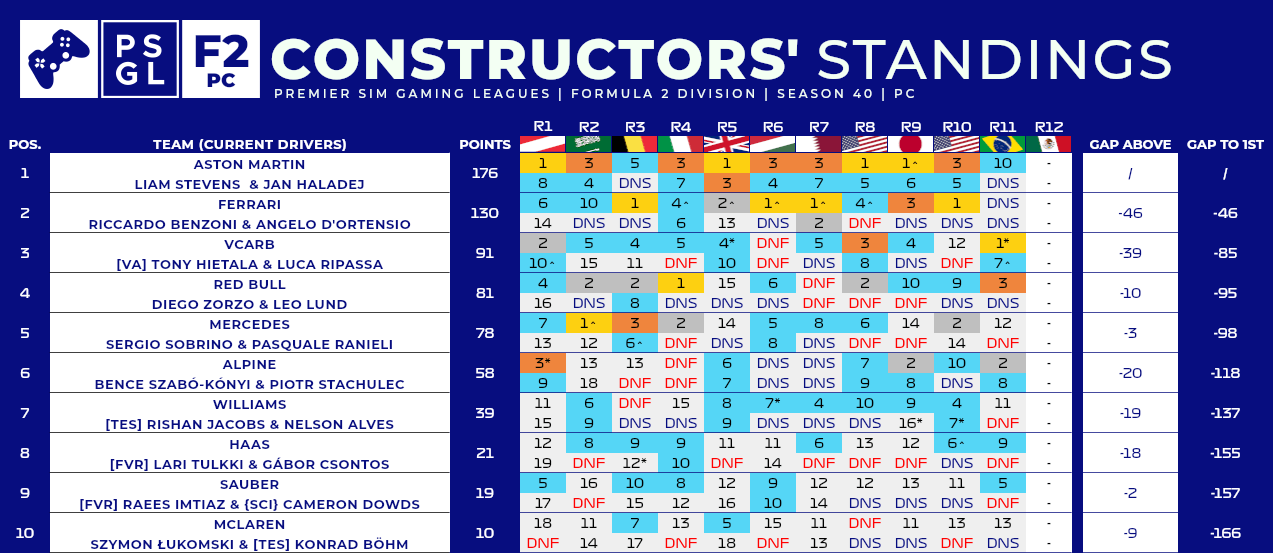 PS GL F2 PC CONSTRUCTORS' STANDINGS
PREMIER SIM GAMING LEAGUES | FORMULA 2 DIVISION | SEASON 40 | PC
R1 R2 R3 R4 R5 R6 R7 R8 R9 R10 R11 R12
POS. TEAM (CURRENT DRIVERS) POINTS GAP ABOVE GAP TO 1ST
ASTON MARTIN 1 3 5 3 1 3 3 1 1^ 3 10 -
1 176 / /
LIAM STEVENS & JAN HALADEJ 8 4 DNS 7 3 4 7 5 6 5 DNS -
FERRARI 6 10 1 4^ 2^ 1^ 1^ 4^ 3 1 DNS -
2 130 -46 -46
RICCARDO BENZONI & ANGELO D'ORTENSIO 14 DNS DNS 6 13 DNS 2 DNF DNS DNS DNS -
VCARB 2 5 4 5 4* DNF 5 3 4 12 1* -
3 91 -39 -85
[VA] TONY HIETALA & LUCA RIPASSA 10^ 15 11 DNF 10 DNF DNS 8 DNS DNF 7^ -
RED BULL 4 2 2 1 15 6 DNF 2 10 9 3 -
4 81 -10 -95
DIEGO ZORZO & LEO LUND 16 DNS 8 DNS DNS DNS DNF DNF DNF DNS DNS -
MERCEDES 7 1^ 3 2 14 5 8 6 14 2 12 -
5 78 -3 -98
SERGIO SOBRINO & PASQUALE RANIELI 13 12 6^ DNF DNS 8 DNS DNF DNF 14 DNF -
ALPINE 3* 13 13 DNF 6 DNS DNS 7 2 10 2 -
6 58 -20 -118
BENCE SZABÓ-KÓNYI & PIOTR STACHULEC 9 18 DNF DNF 7 DNS DNS 9 8 DNS 8 -
WILLIAMS 11 6 DNF 15 8 7* 4 10 9 4 11 -
7 39 -19 -137
[TES] RISHAN JACOBS & NELSON ALVES 15 9 DNS DNS 9 DNS DNS DNS 16* 7* DNF -
HAAS 12 8 9 9 11 11 6 13 12 6^ 9 -
8 21 -18 -155
[FVR] LARI TULKKI & GÁBOR CSONTOS 19 DNF 12* 10 DNF 14 DNF DNF DNF DNS DNF -
SAUBER 5 16 10 8 12 9 12 12 13 11 5 -
9 19 -2 -157
[FVR] RAEES IMTIAZ & {SCI} CAMERON DOWDS 17 DNF 15 12 16 10 14 DNS DNS DNS DNF -
MCLAREN 18 11 7 13 5 15 11 DNF 11 13 13 -
10 10 -9 -166
SZYMON ŁUKOMSKI & [TES] KONRAD BÖHM DNF 14 17 DNF 18 DNF 13 DNS DNF DNF DNS -